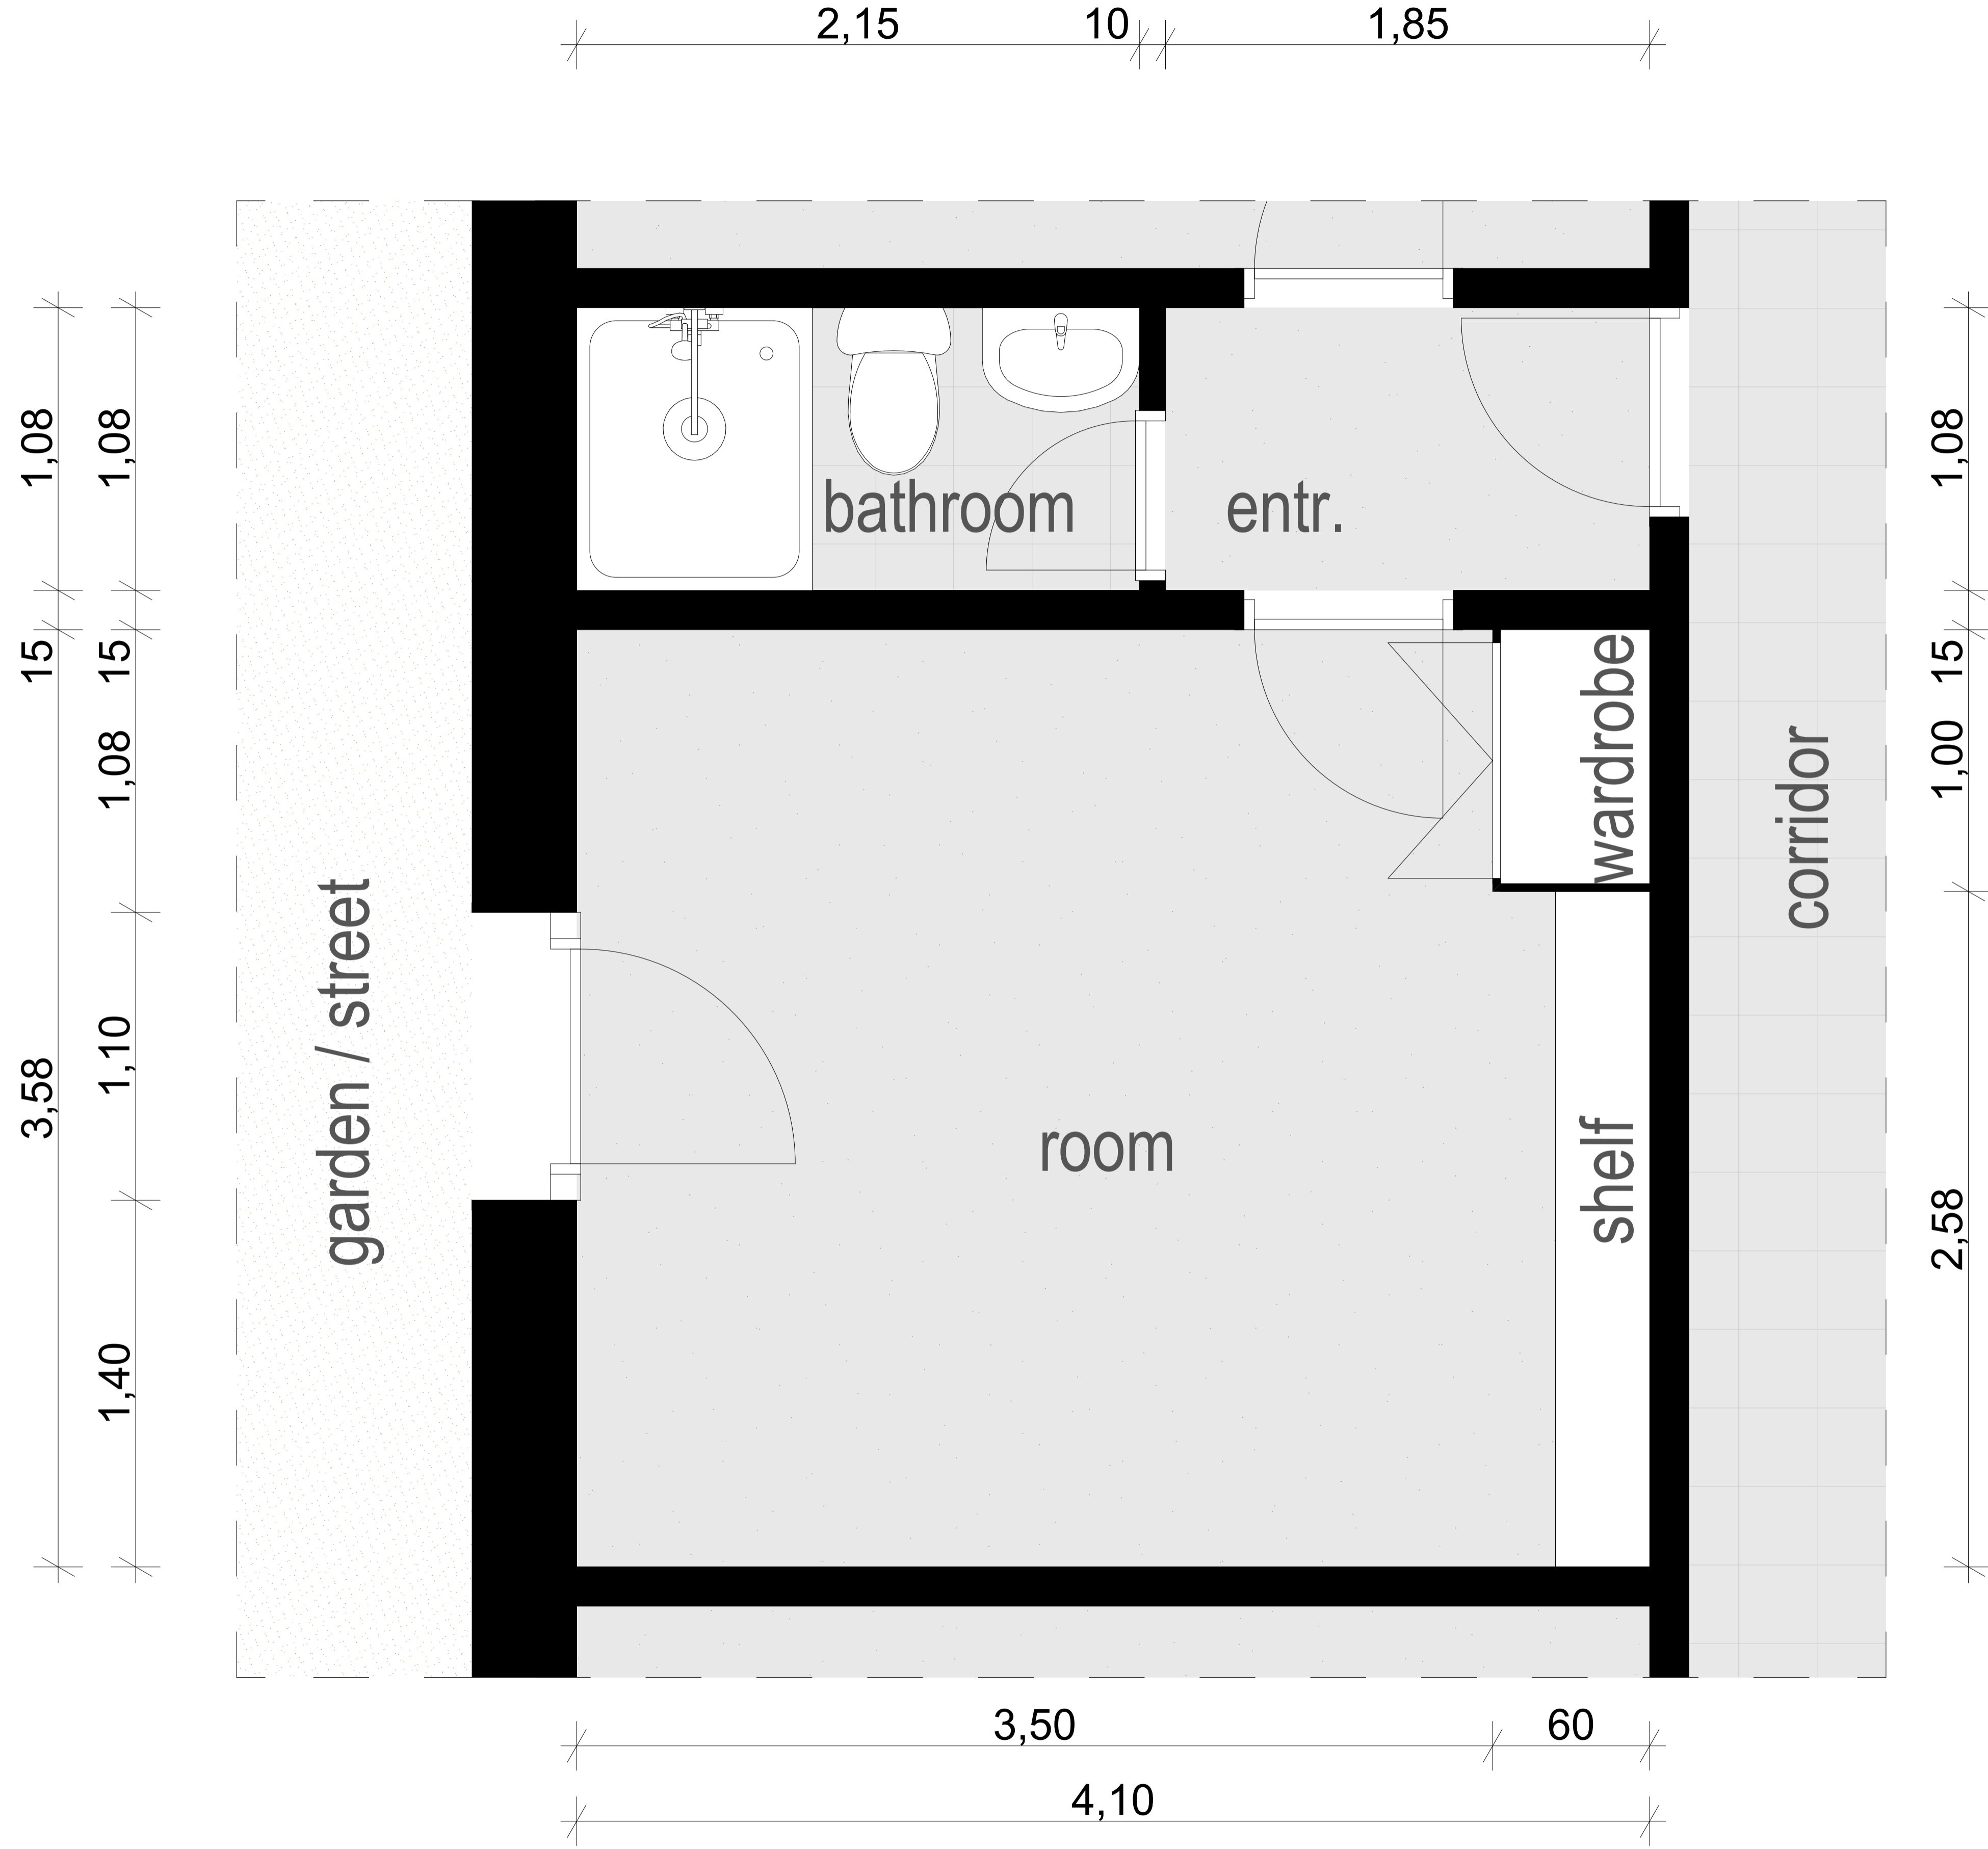 2,15
10
1,85
1,08
1,08
1,08
bathroom
entr.
15
15
15
1,08
1,00
wardrobe
corridor
garden / street
3,58
1,10
room
shelf
2,58
1,40
3,50
60
4,10